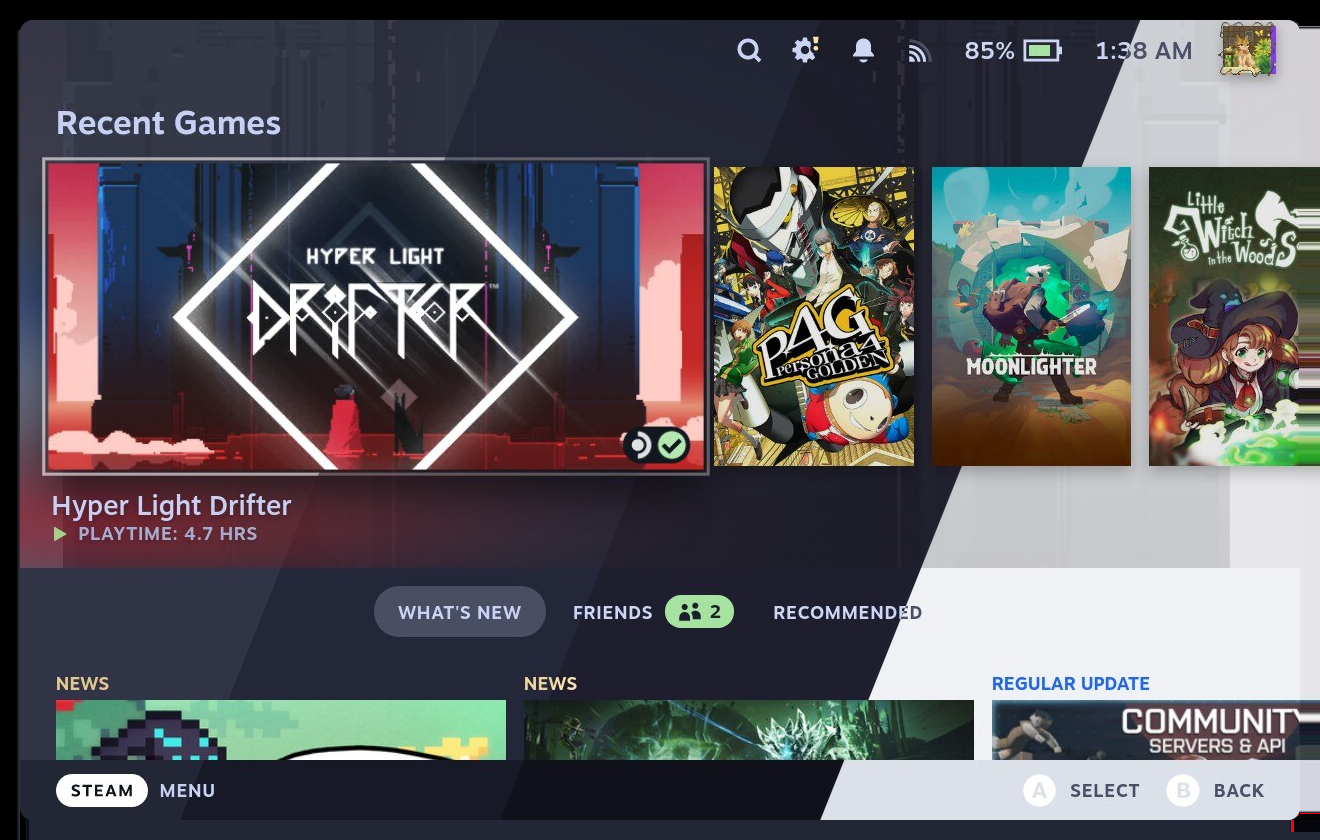 85%
1:38 AM
Recent Games
HYPER LIGHT
DRIFTER™
P4G
Persona 4
GOLDEN
MOONLIGHTER
Little
Witch
in the Woods
Hyper Light Drifter
PLAYTIME: 4.7 HRS
WHAT'S NEW
FRIENDS
2
RECOMMENDED
NEWS
NEWS
REGULAR UPDATE
COMMUNIT
SERVERS & API
STEAM
MENU
A
SELECT
B
BACK